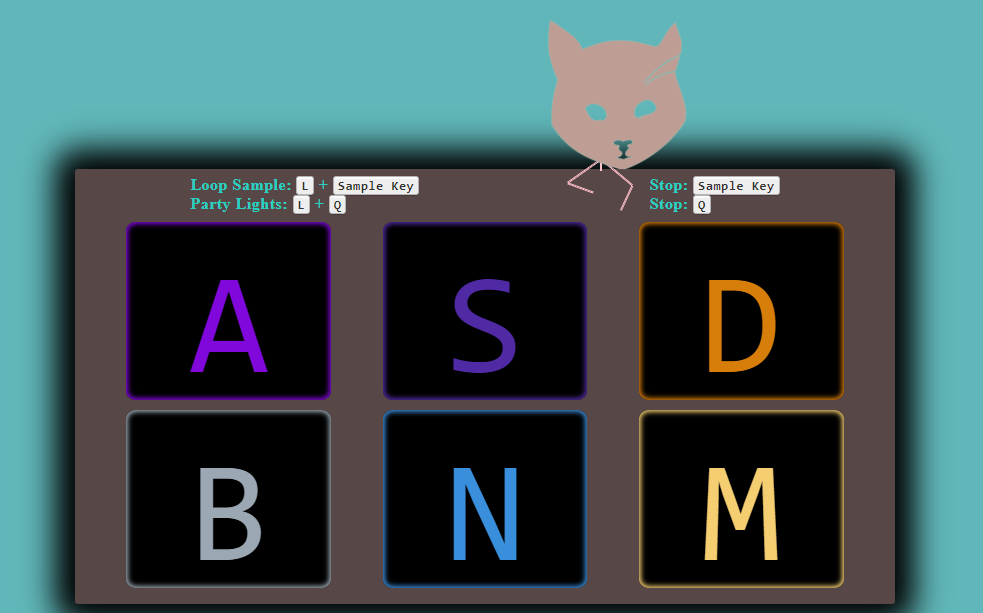 Loop Sample: L + Sample Key
Party Lights: L + Q
Stop: Sample Key
Stop: Q
A S D
B N M